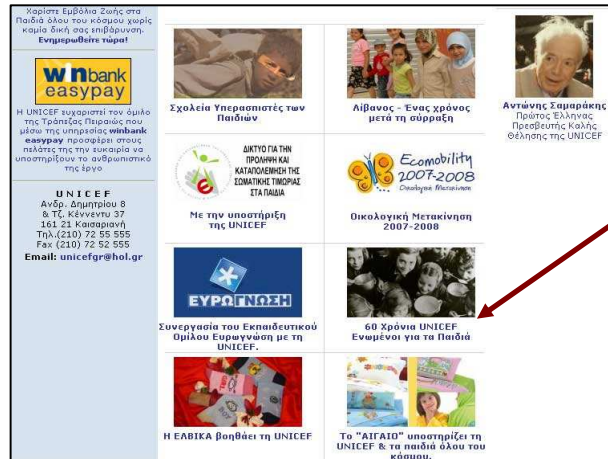 Χαρίστε Εμβόλια Ζωής στα
Παιδιά όλου του κόσμου χωρίς
καμία δική σας επιβάρυνση.
Ενημερωθείτε τώρα!
winbank
easypay
Η UNICEF ευχαριστεί τον όμιλο
της Τράπεζας Πειραιώς που
μέσω της υπηρεσίας winbank
easypay προσφέρει στους
πελάτες της την ευκαιρία να
υποστηρίξουν το ανθρωπιστικό
της έργο
UNICEF
Ανδρ. Δημητρίου 8
& Τζ. Κέννεντυ 37
161 21 Καισαριανή
Τηλ.(210) 72 55 555
Fax (210) 72 52 555
Email: unicefgr@hol.gr
Σχολεία Υπερασπιστές των
Παιδιών
Λίβανος - Ένας χρόνος
μετά τη σύρραξη
ΔΙΚΤΥΟ ΓΙΑ ΤΗΝ
ΠΡΟΛΗΨΗ ΚΑΙ
ΚΑΤΑΠΟΛΕΜΗΣΗ ΤΗΣ
ΣΩΜΑΤΙΚΗΣ ΤΙΜΩΡΙΑΣ
ΣΤΑ ΠΑΙΔΙΑ
Με την υποστήριξη
της UNICEF
Ecomobility
2007-2008
Οικολογική Μετακίνηση
Οικολογική Μετακίνηση
2007-2008
ΕΥΡΩΓΝΩΣΗ
Συνεργασία του Εκπαιδευτικού
Ομίλου Ευρωγνώση με τη
UNICEF.
60 Χρόνια UNICEF
Ενωμένοι για τα Παιδιά
Η ΕΛΒΙΚΑ βοηθάει τη UNICEF
Το "ΑΙΓΑΙΟ" υποστηρίζει τη
UNICEF & τα παιδιά όλου του
κόσμου.
Αντώνης Σαμαράκης
Πρώτος Έλληνας
Πρεσβευτής Καλής
Θέλησης της UNICEF